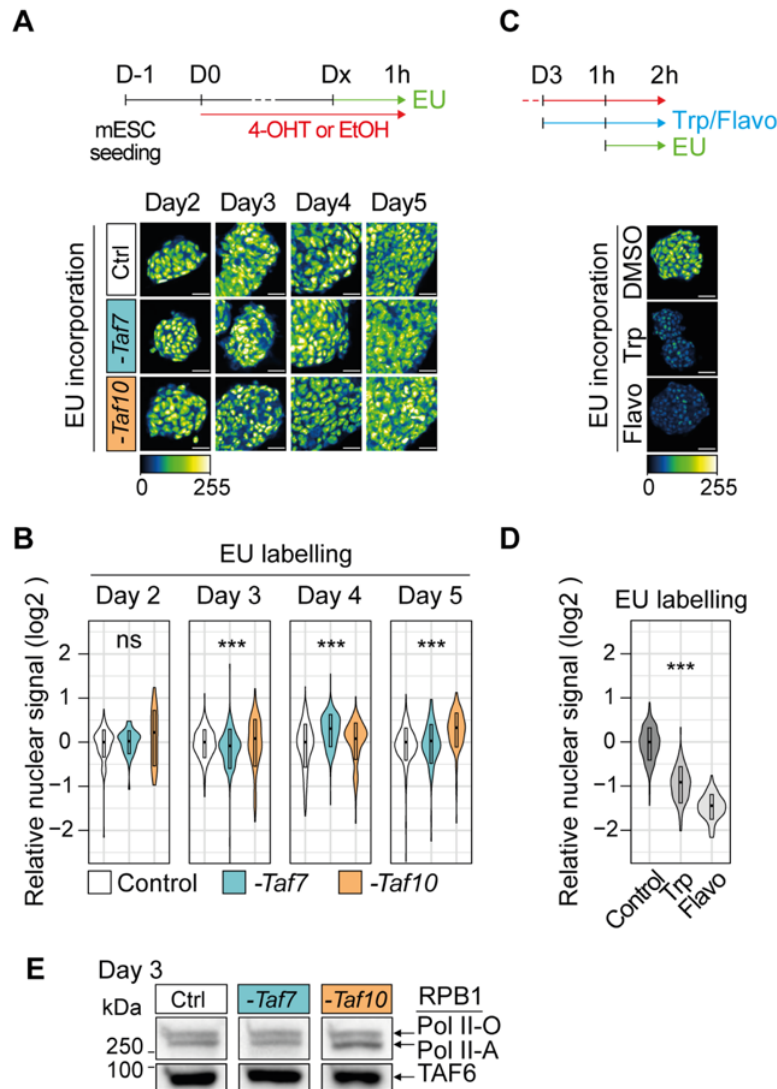 A
D-1 D0 Dx 1h
EU
mESC
seeding
4-OHT or EtOH
Day2 Day3 Day4 Day5
EU incorporation
Ctrl
-Taf7
-Taf10
0 255
C
D3 1h 2h
Trp/Flavo
EU
EU incorporation
DMSO
Trp
Flavo
0 255
B
EU labelling
Day 2 Day 3 Day 4 Day 5
Relative nuclear signal (log2 )
2
1
0
−1
−2
ns *** *** ***
Control -Taf7 -Taf10
D
EU labelling
Relative nuclear signal (log2 )
2
1
0
−1
−2
***
Control Trp Flavo
E
Day 3
kDa
Ctrl -Taf7 -Taf10
RPB1
Pol II-O
Pol II-A
250
100
TAF6